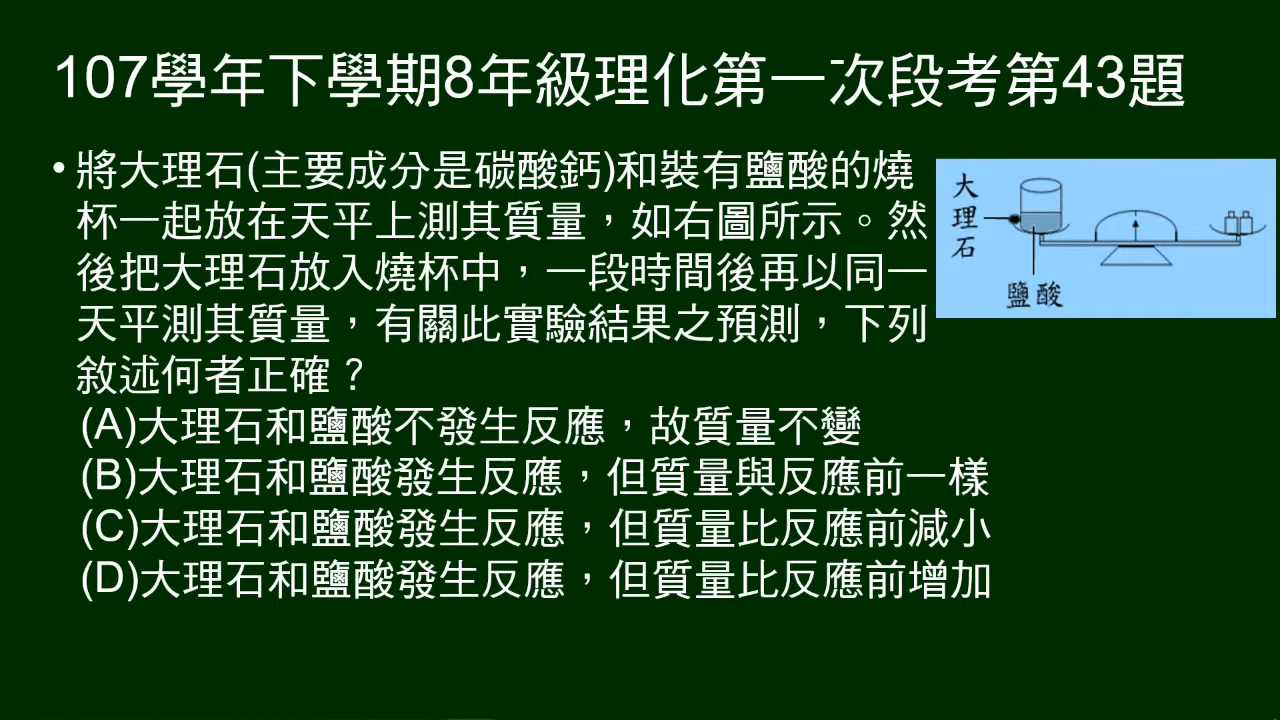 107學年下學期8年級理化第一次段考第43題
•將大理石(主要成分是碳酸鈣)和裝有鹽酸的燒
杯一起放在天平上測其質量，如右圖所示。然
後把大理石放入燒杯中，一段時間後再以同一
天平測其質量，有關此實驗結果之預測，下列
敘述何者正確？
(A)大理石和鹽酸不發生反應，故質量不變
(B)大理石和鹽酸發生反應，但質量與反應前一樣
(C)大理石和鹽酸發生反應，但質量比反應前減小
(D)大理石和鹽酸發生反應，但質量比反應前增加
大理石
鹽酸